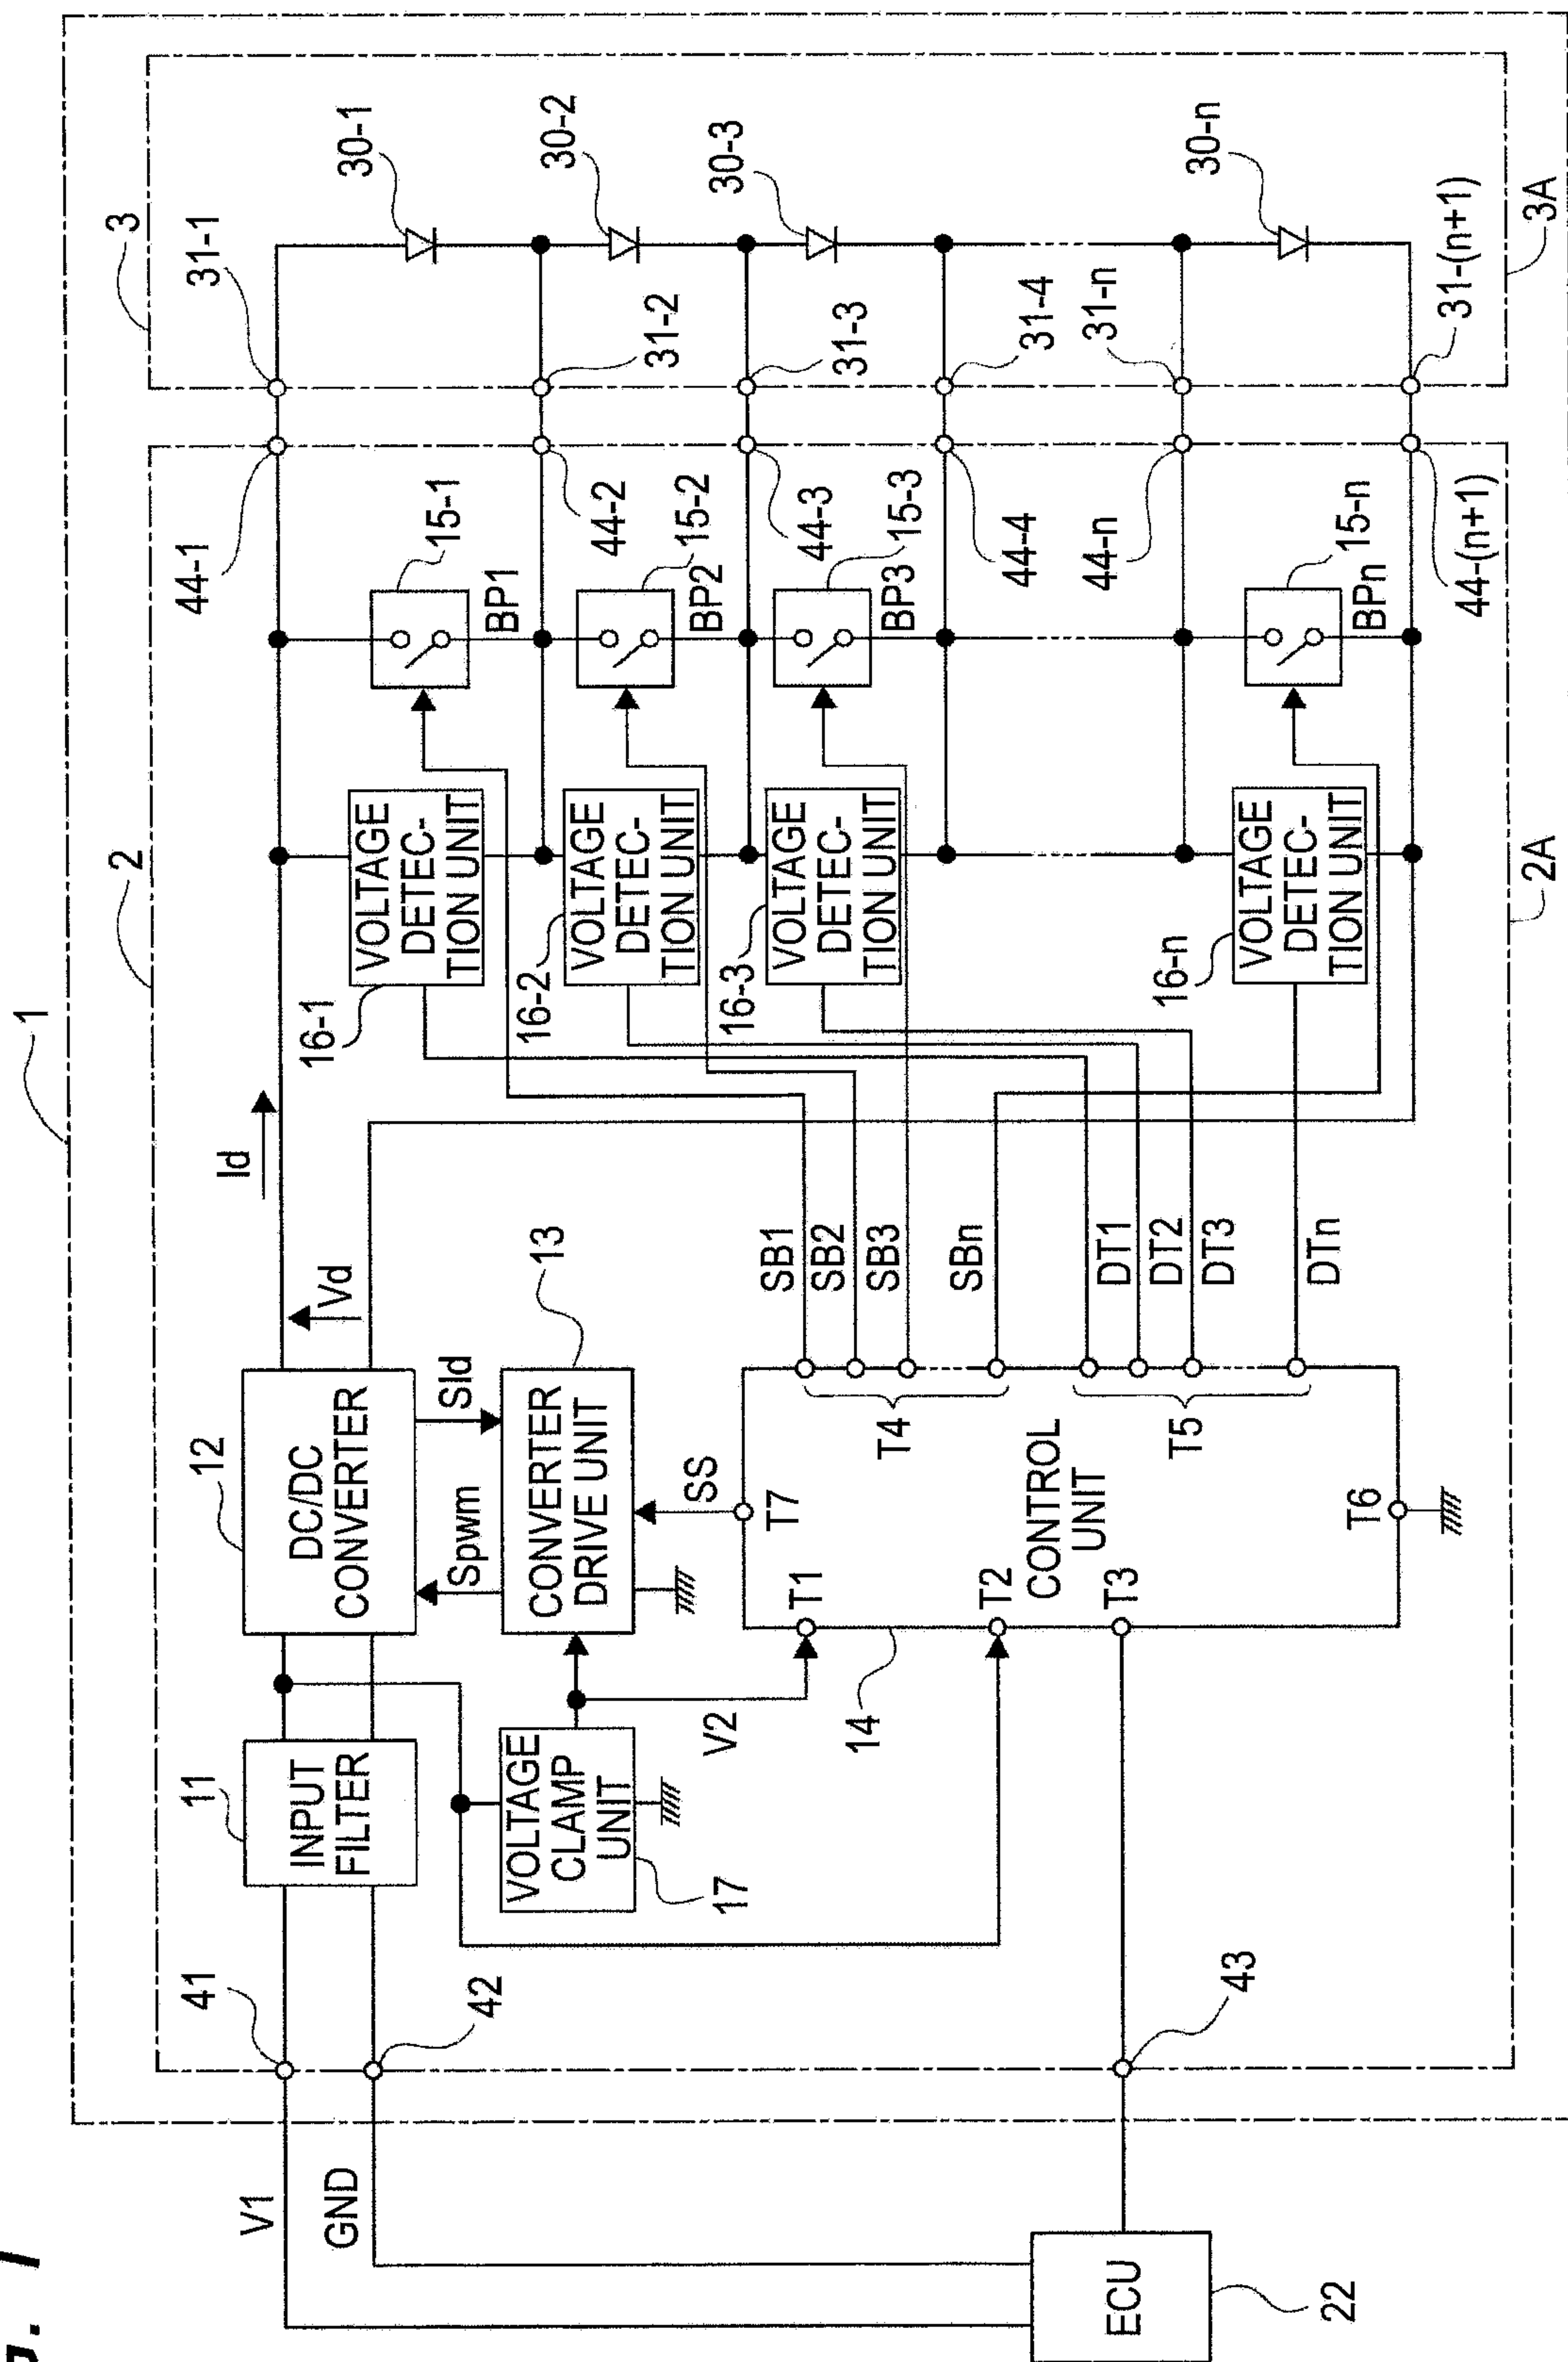 G. 1
1
2
3
V1
GND
41
42
11
INPUT
FILTER
12
DC/DC
CONVERTER
Vd
Id
44-1
31-1
30-1
SId
Spwm
13
CONVERTER
DRIVE UNIT
VOLTAGE
CLAMP
UNIT
17
V2
SS
16-1
VOLTAGE
DETEC-
TION UNIT
15-1
BP1
44-2
31-2
30-2
16-2
VOLTAGE
DETEC-
TION UNIT
15-2
BP2
44-3
31-3
30-3
16-3
VOLTAGE
DETEC-
TION UNIT
15-3
BP3
44-4
31-4
T7
T1
14
T2
CONTROL
UNIT
T3
T4
T5
T6
SB1
SB2
SB3
SBn
DT1
DT2
DT3
DTn
44-n
31-n
30-n
16-n
VOLTAGE
DETEC-
TION UNIT
15-n
BPn
44-(n+1)
31-(n+1)
43
ECU
22
2A
3A